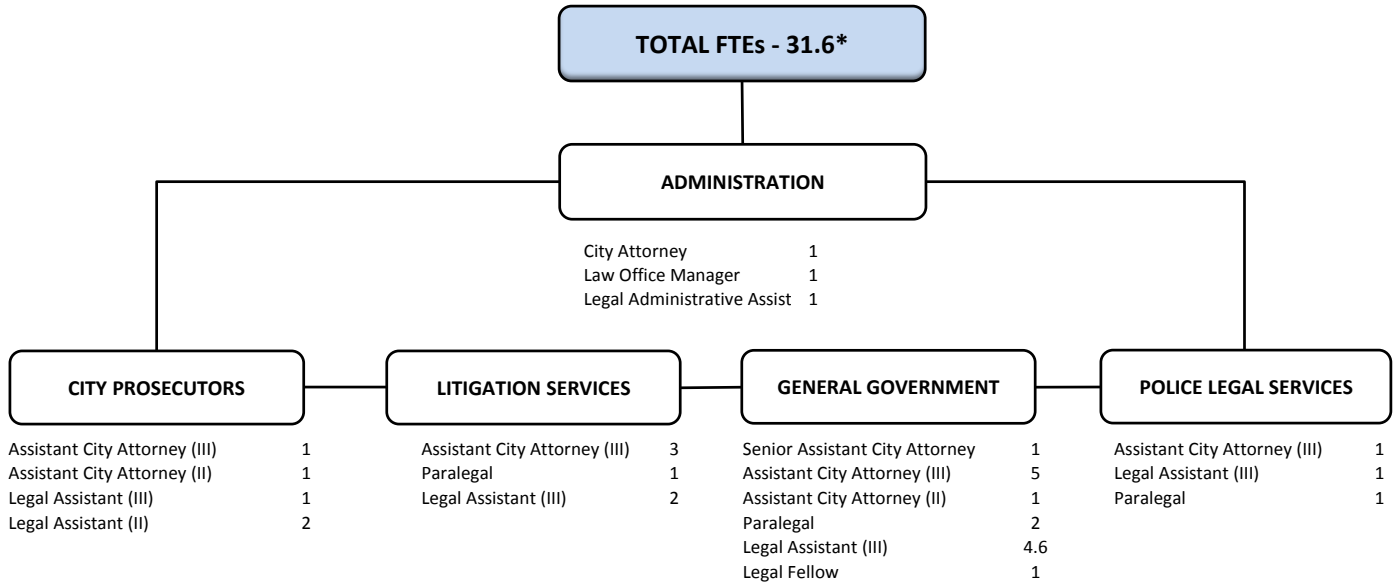 TOTAL FTEs - 31.6*
ADMINISTRATION
City Attorney 1
Law Office Manager 1
Legal Administrative Assist 1
CITY PROSECUTORS
Assistant City Attorney (III) 1
Assistant City Attorney (II) 1
Legal Assistant (III) 1
Legal Assistant (II) 2
LITIGATION SERVICES
Assistant City Attorney (III) 3
Paralegal 1
Legal Assistant (III) 2
GENERAL GOVERNMENT
Senior Assistant City Attorney 1
Assistant City Attorney (III) 5
Assistant City Attorney (II) 1
Paralegal 2
Legal Assistant (III) 4.6
Legal Fellow 1
POLICE LEGAL SERVICES
Assistant City Attorney (III) 1
Legal Assistant (III) 1
Paralegal 1